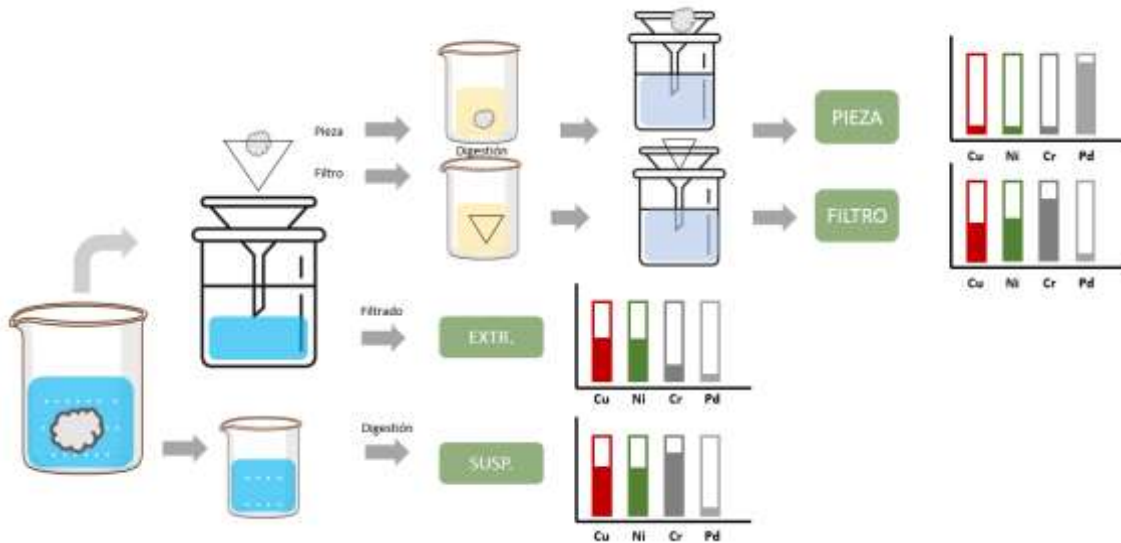 Pieza
Digestión
Filtro
PIEZA
Cu Ni Cr Pd
FILTRO
Cu Ni Cr Pd
Filtrado
EXTR.
Cu Ni Cr Pd
Digestión
SUSP.
Cu Ni Cr Pd